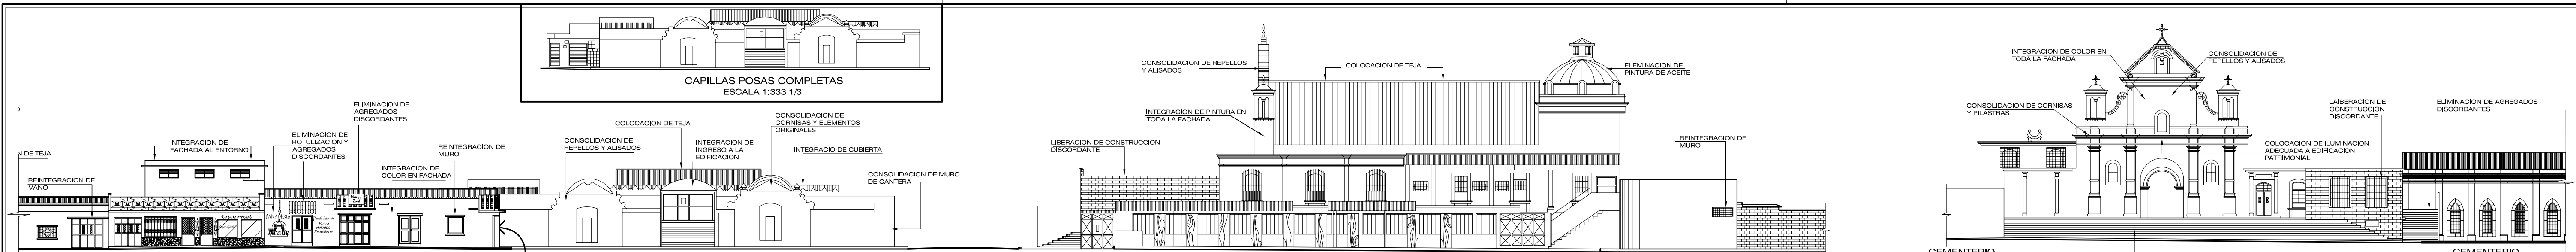 CAPILLAS POSAS COMPLETAS
ESCALA 1:333 1/3
N DE TEJA
REINTEGRACION DE
VANO
INTEGRACION DE
FACHADA AL ENTORNO
ELIMINACION DE
ROTULIZACION Y
AGREGADOS
DISCORDANTES
ELIMINACION DE
AGREGADOS
DISCORDANTES
INTEGRACION DE
COLOR EN FACHADA
REINTEGRACION DE
MURO
internet
PANADERIA
Pizza
Helados
CONSOLIDACION DE
REPELLOS Y ALISADOS
COLOCACION DE TEJA
INTEGRACION DE
INGRESO A LA
EDIFICACION
CONSOLIDACION DE
CORNISAS Y ELEMENTOS
ORIGINALES
INTEGRACIO DE CUBIERTA
CONSOLIDACION DE MURO
DE CANTERA
LIBERACION DE CONSTRUCCION
DISCORDANTE
CONSOLIDACION DE REPELLOS
Y ALISADOS
INTEGRACION DE PINTURA EN
TODA LA FACHADA
COLOCACION DE TEJA
ELEMINACION DE
PINTURA DE ACEITE
REINTEGRACION DE
MURO
CONSOLIDACION DE CORNISAS
Y PILASTRAS
INTEGRACION DE COLOR EN
TODA LA FACHADA
CONSOLIDACION DE
REPELLOS Y ALISADOS
COLOCACION DE ILUMINACION
ADECUADA A EDIFICACION
PATRIMONIAL
LAIBERACION DE
CONSTRUCCION
DISCORDANTE
ELIMINACION DE AGREGADOS
DISCORDANTES
CEMENTERIO
CEMENTERIO